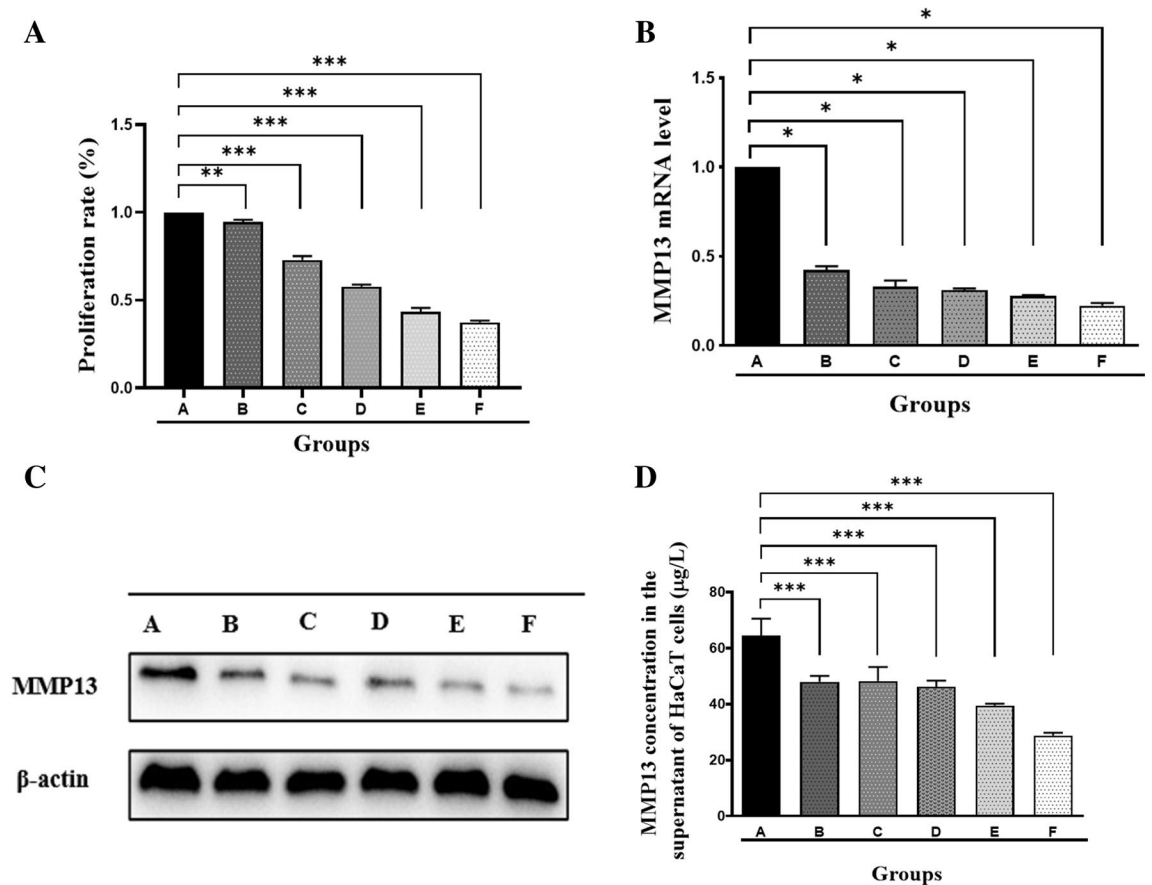 A
***
***
***
***
**
Proliferation rate (%)
1.5
1.0
0.5
0.0
A B C D E F
Groups
B
*
*
*
*
*
MMP13 mRNA level
1.5
1.0
0.5
0.0
A B C D E F
Groups
C
A B C D E F
MMP13
β-actin
D
***
***
***
***
***
MMP13 concentration in the
supernatant of HaCaT cells (μg/L)
80
60
40
20
0
A B C D E F
Groups